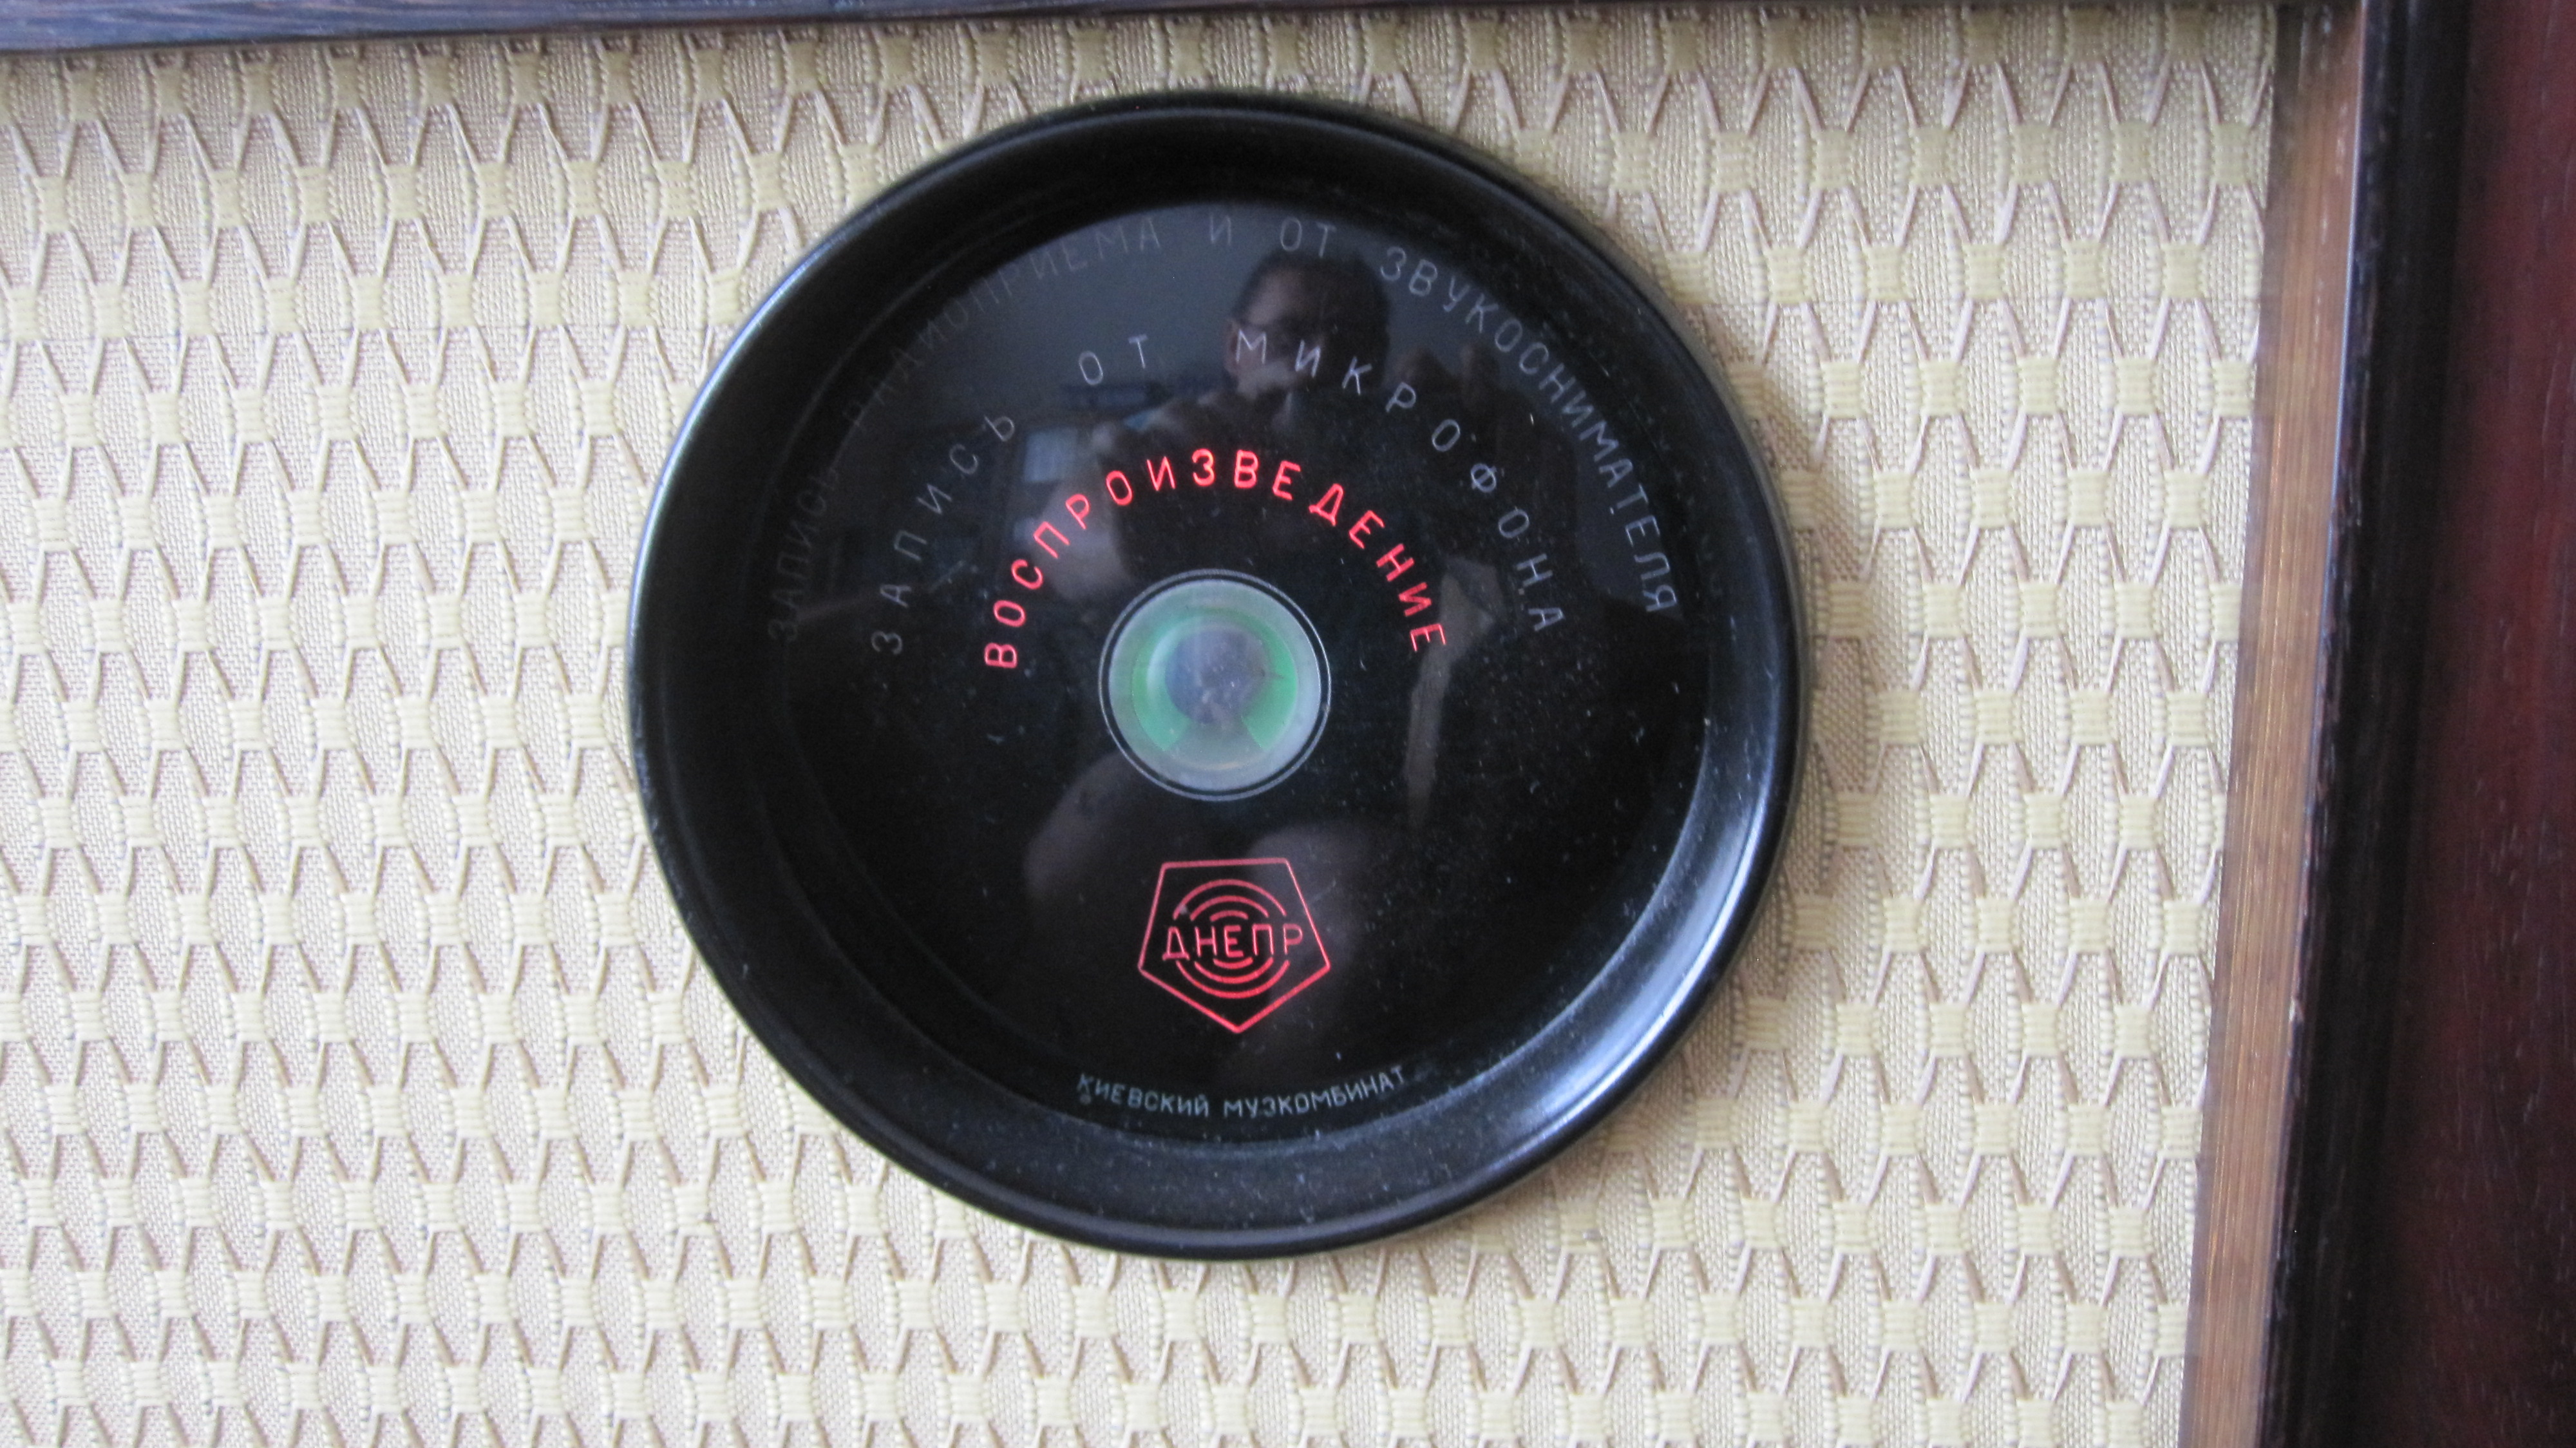 ЗАПИСЬ РАДИОПРИЕМА И ОТ ЗВУКОСНИМАТЕЛЯ
ЗАПИСЬ ОТ МИКРОФОНА
ВОСПРОИЗВЕДЕНИЕ
ДНЕПР
КИЕВСКИЙ МУЗКОМБИНАТ